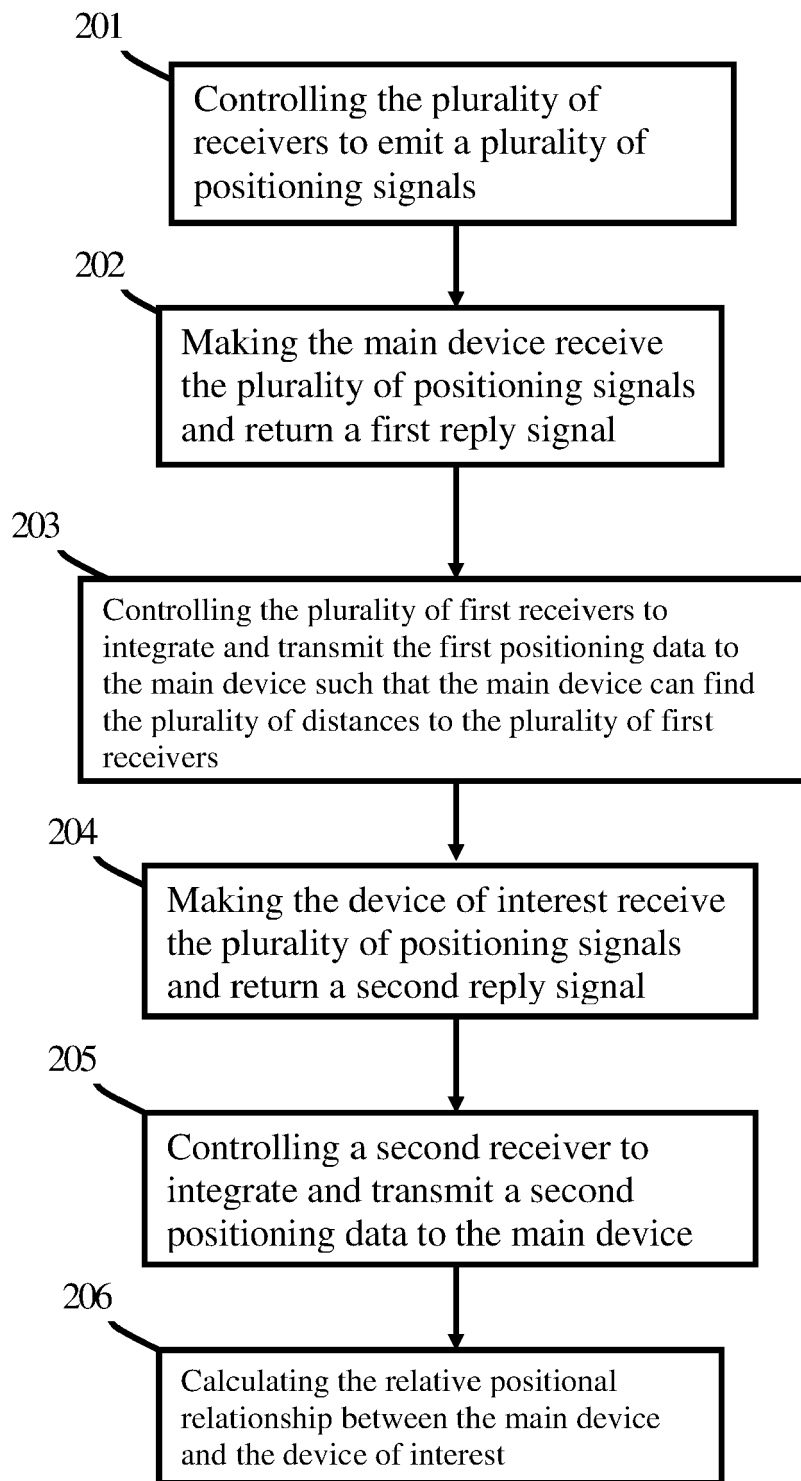 201
Controlling the plurality of
receivers to emit a plurality of
positioning signals
202
Making the main device receive
the plurality of positioning signals
and return a first reply signal
203
Controlling the plurality of first receivers to
integrate and transmit the first positioning data to
the main device such that the main device can find
the plurality of distances to the plurality of first
receivers
204
Making the device of interest receive
the plurality of positioning signals
and return a second reply signal
205
Controlling a second receiver to
integrate and transmit a second
positioning data to the main device
206
Calculating the relative positional
relationship between the main device
and the device of interest